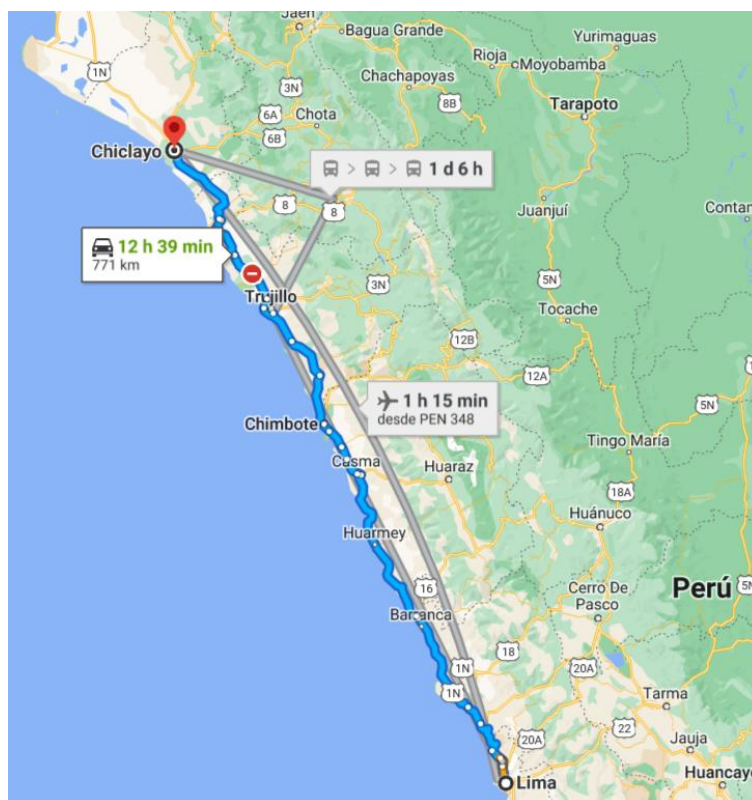 Jaén
Bagua Grande
Yurimaguas
Rioja
Moyobamba
1N
3N
Chachapoyas
8B
6A
Chota
Tarapoto
6B
Chiclayo
1 d 6 h
8
8
Juanjuí
12 h 39 min
771 km
5N
3N
Trujillo
Tocache
12B
12A
1 h 15 min
desde PEN 348
5N
Chimbote
Tingo María
Casma
Huaraz
18A
Huánuco
Huarmey
16
Cerro De
Pasco
Perú
Barranca
18
1N
20A
1N
Tarma
20A
22
Jauja
Lima
Huancayo